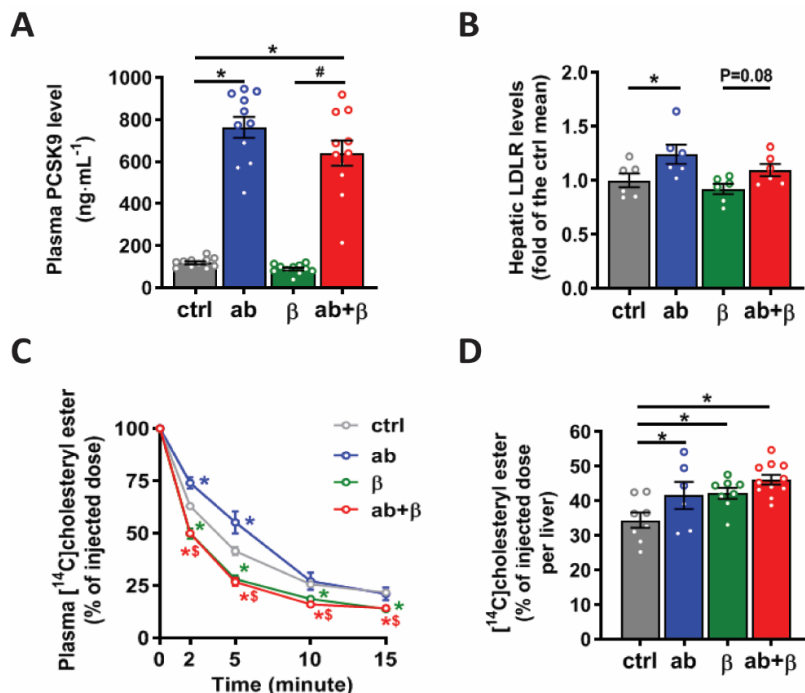 A
*
*
#
Plasma PCSK9 level
(ng·mL⁻¹)
1000
800
600
400
200
0
ctrl ab β ab+β
B
*
P=0.08
Hepatic LDLR levels
(fold of the ctrl mean)
2.0
1.5
1.0
0.5
0.0
ctrl ab β ab+β
C
Plasma [¹⁴C]cholesteryl ester
(% of injected dose)
100
75
50
25
0
ctrl
ab
β
ab+β
*
*
*
*
*
*
*$
*$
*$
*$
0 2 5 10 15
Time (minute)
D
*
*
*
[¹⁴C]cholesteryl ester
(% of injected dose
per liver)
60
50
40
30
20
10
0
ctrl ab β ab+β